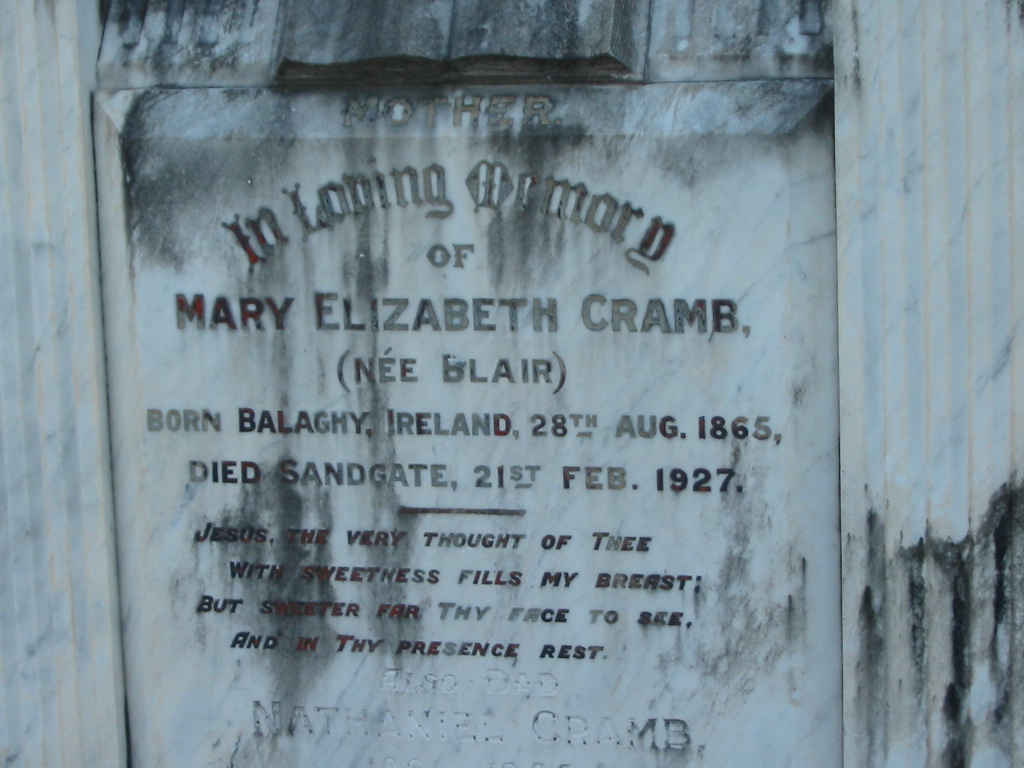 MOTHER.
In Loving Memory
OF
MARY ELIZABETH CRAMB,
(NÉE BLAIR)
BORN BALAGHY, IRELAND, 28TH AUG. 1865,
DIED SANDGATE, 21ST FEB. 1927.
JESUS, THE VERY THOUGHT OF THEE
WITH SWEETNESS FILLS MY BREAST;
BUT SWEETER FAR THY FACE TO SEE,
AND IN THY PRESENCE REST.
ALSO DAD
NATHANIEL CRAMB,